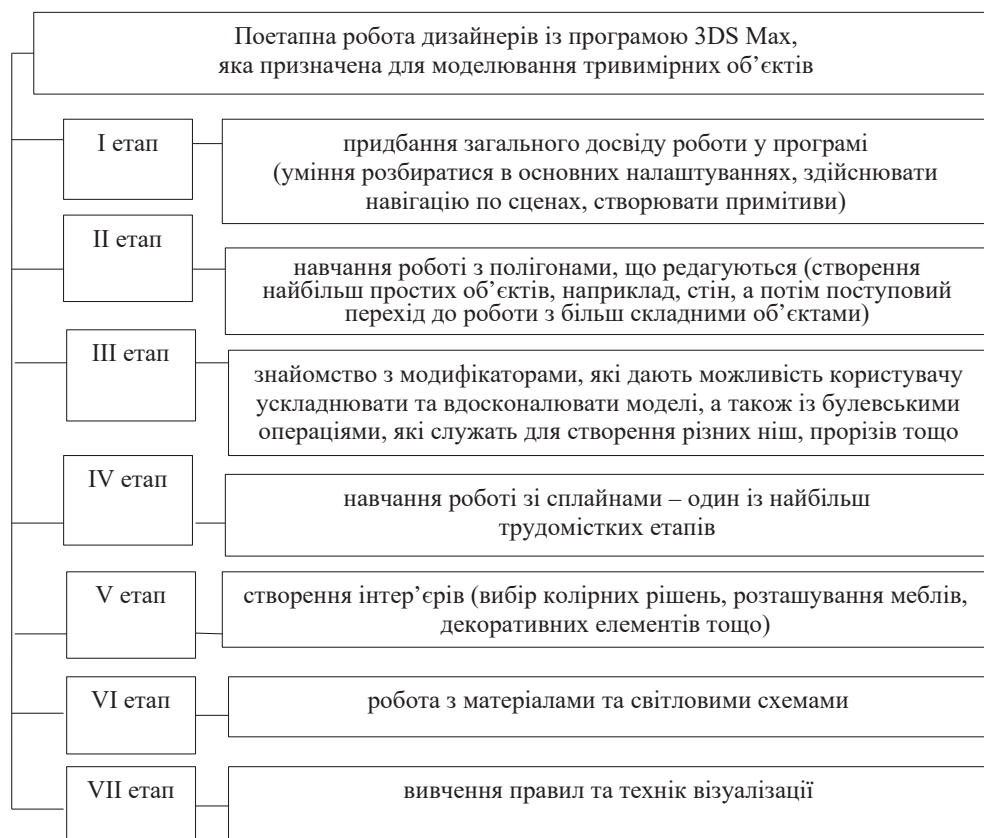 Поетапна робота дизайнерів із програмою 3DS Max,
яка призначена для моделювання тривимірних об’єктів
I етап
придбання загального досвіду роботи у програмі
(уміння розбиратися в основних налаштуваннях, здійснювати
навігацію по сценах, створювати примітиви)
II етап
навчання роботі з полігонами, що редагуються (створення
найбільш простих об’єктів, наприклад, стін, а потім поступовий
перехід до роботи з більш складними об’єктами)
III етап
знайомство з модифікаторами, які дають можливість користувачу
ускладнювати та вдосконалювати моделі, а також із булевськими
операціями, які служать для створення різних ніш, прорізів тощо
IV етап
навчання роботі зі сплайнами – один із найбільш
трудомістких етапів
V етап
створення інтер’єрів (вибір колірних рішень, розташування меблів,
декоративних елементів тощо)
VI етап
робота з матеріалами та світловими схемами
VII етап
вивчення правил та технік візуалізації